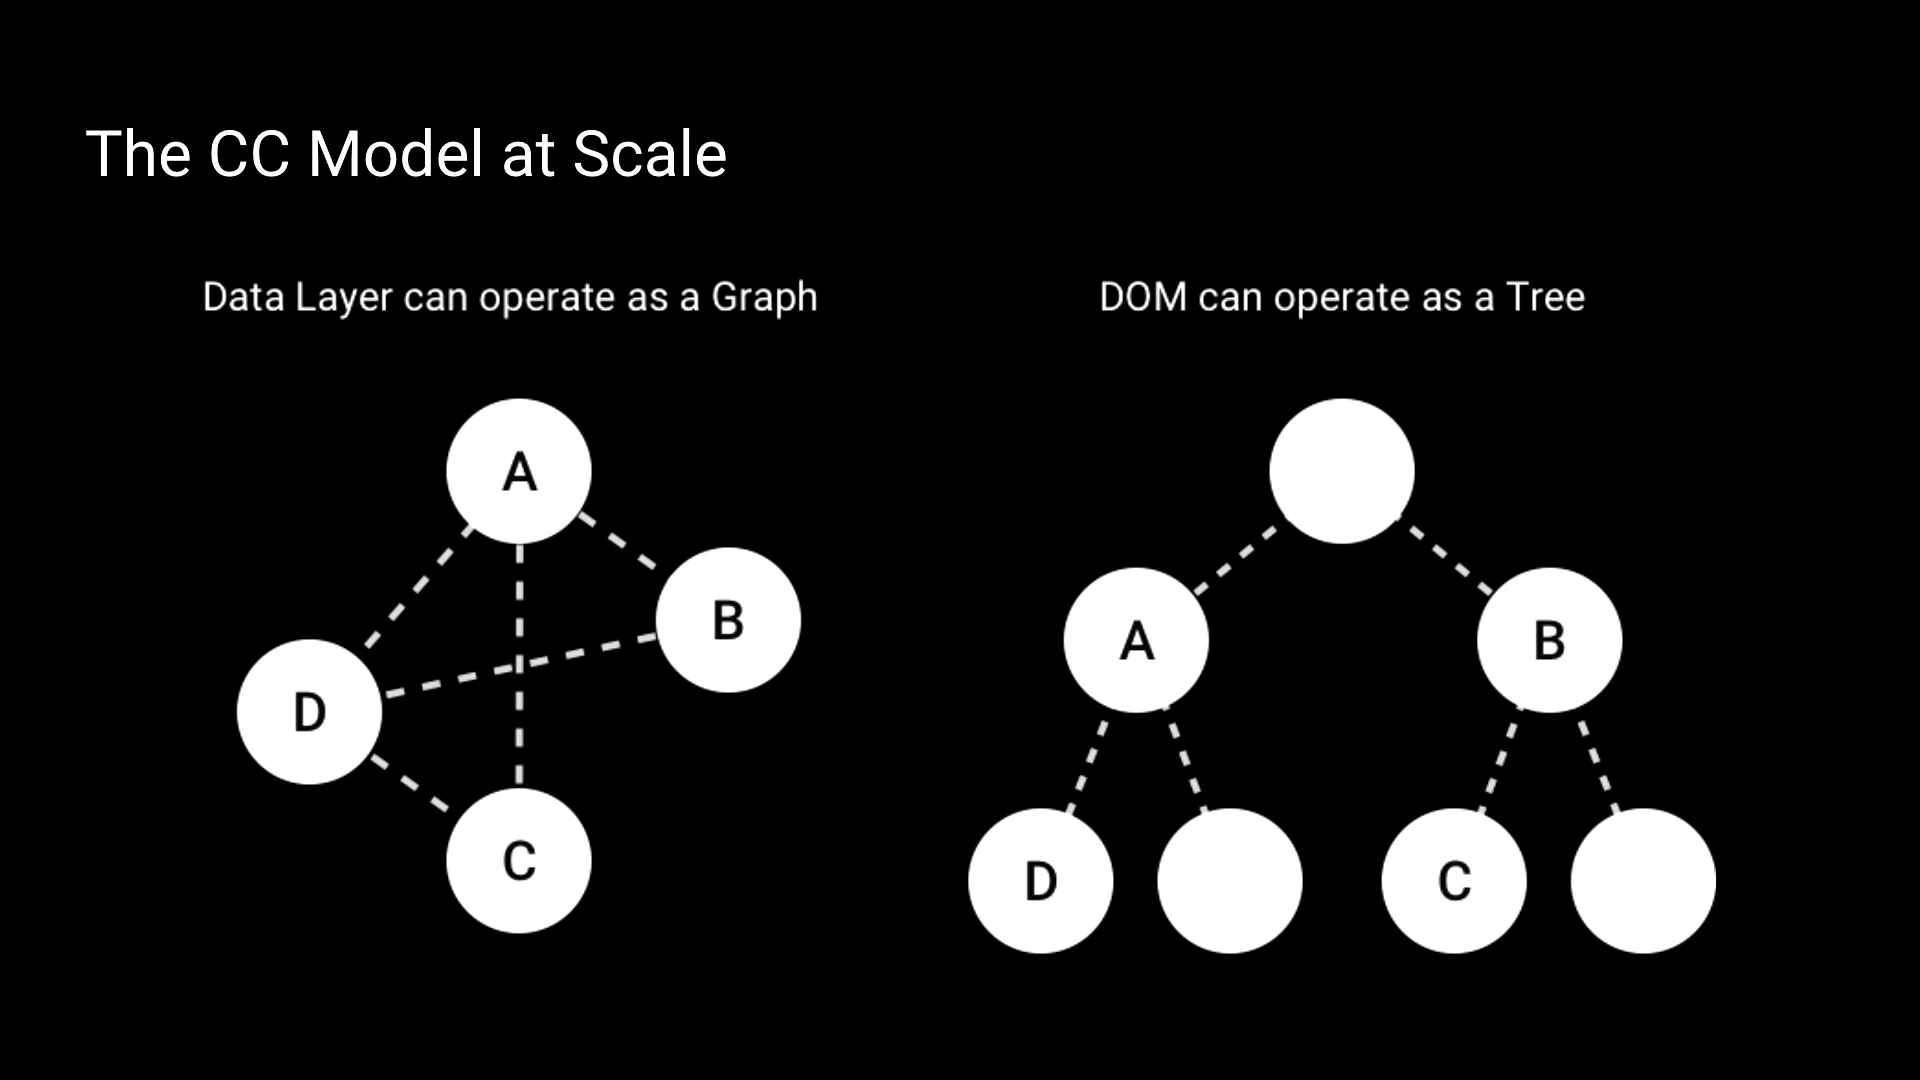 The CC Model at Scale
Data Layer can operate as a Graph
DOM can operate as a Tree
A
B
D
C
A
B
D
C